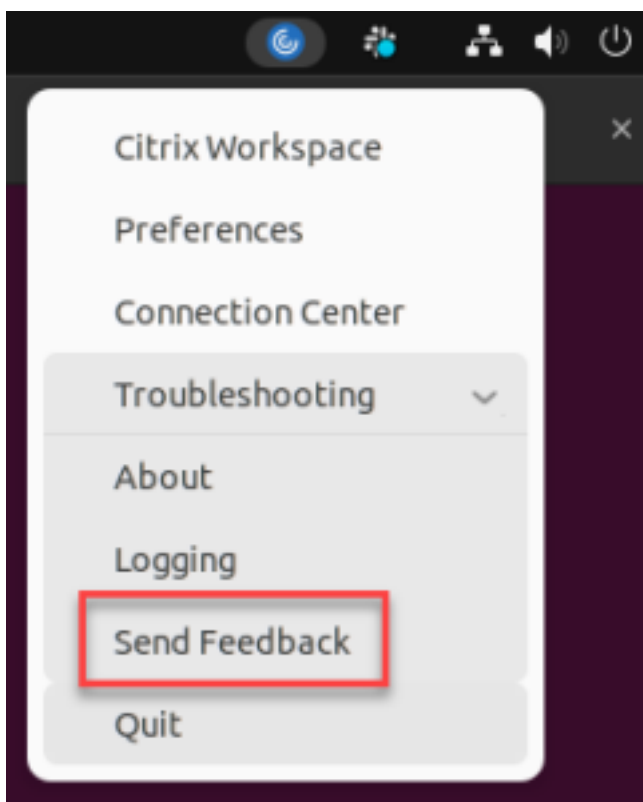 Citrix Workspace
Preferences
Connection Center
Troubleshooting
About
Logging
Send Feedback
Quit